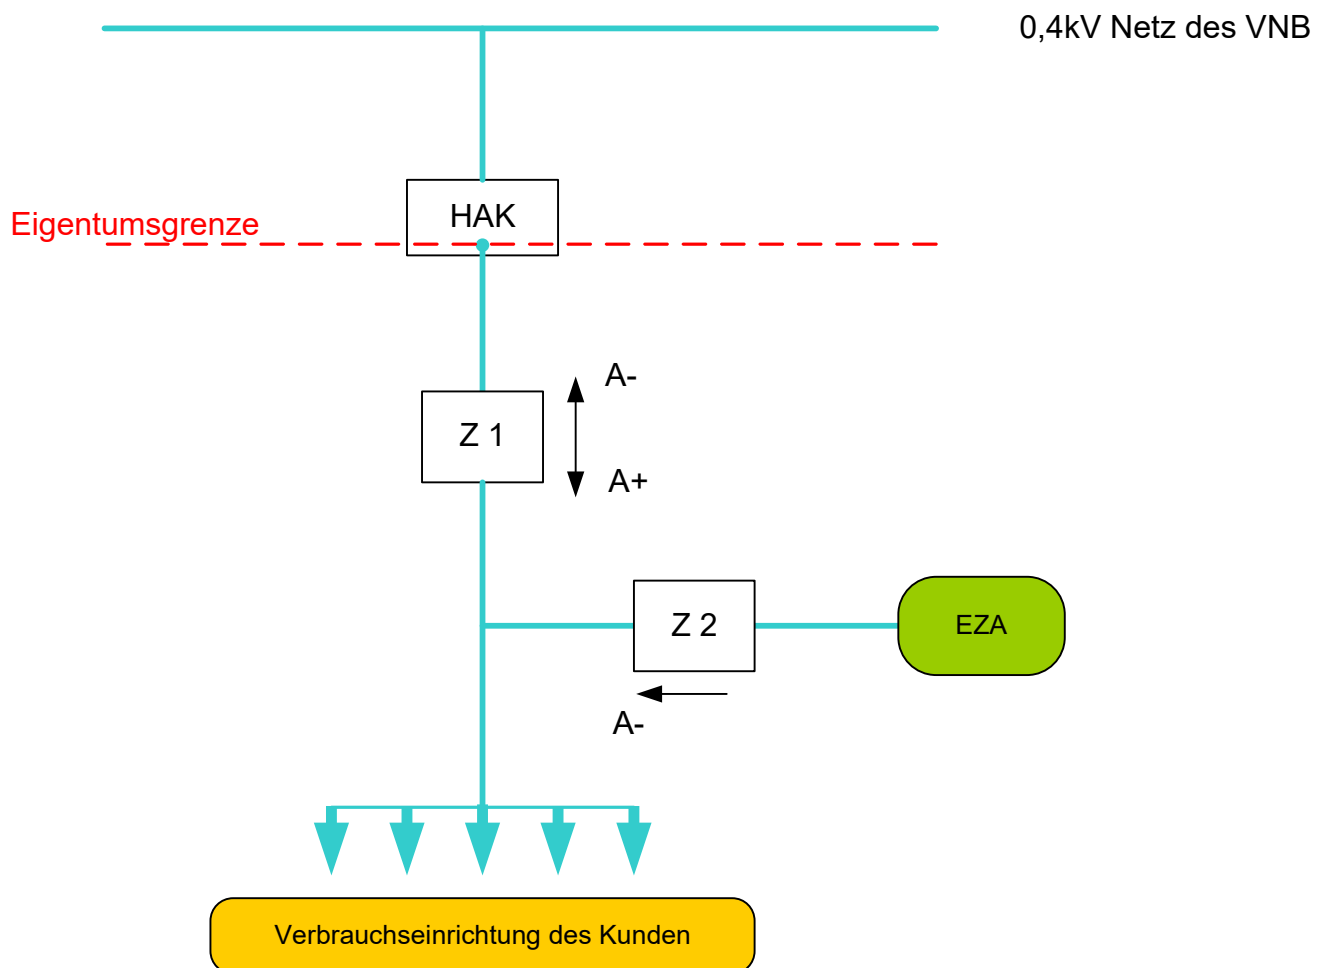 0,4kV Netz des VNB
HAK
Eigentumsgrenze
A-
Z 1
A+
Z 2
EZA
A-
Verbrauchseinrichtung des Kunden